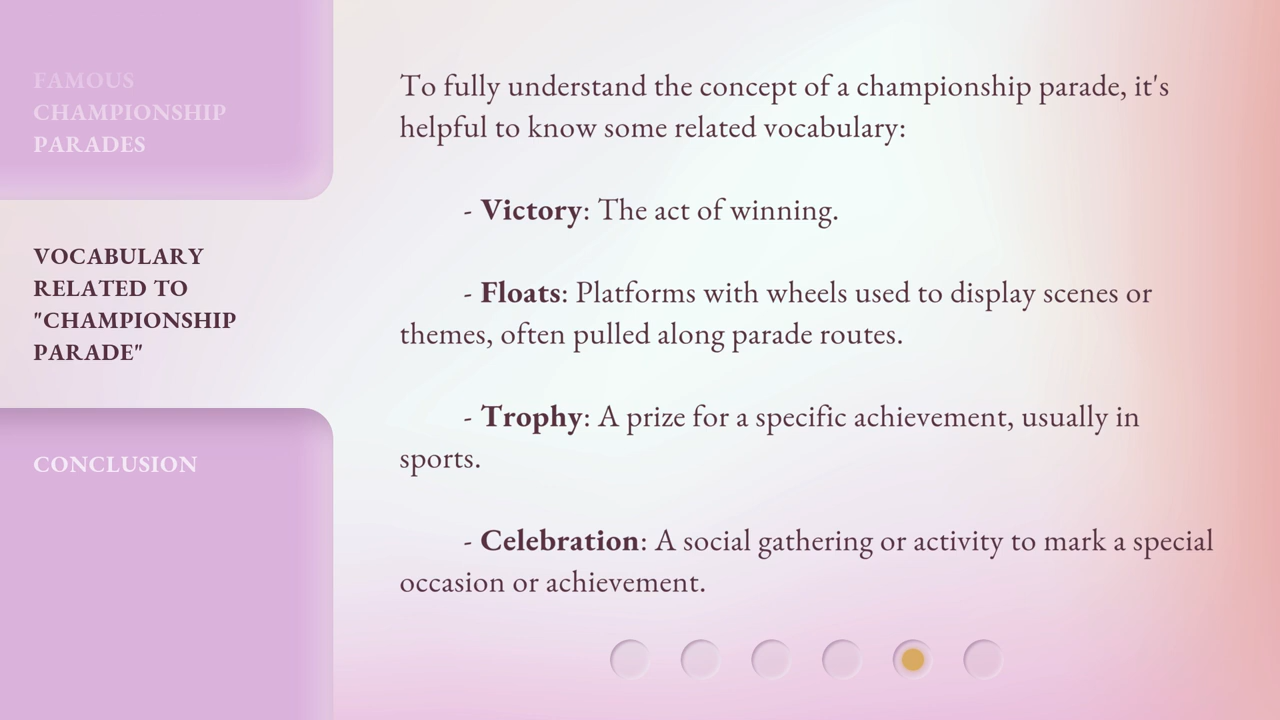 FAMOUS
CHAMPIONSHIP
PARADES
VOCABULARY
RELATED TO
"CHAMPIONSHIP
PARADE"
CONCLUSION
To fully understand the concept of a championship parade, it's
helpful to know some related vocabulary:
- Victory: The act of winning.
- Floats: Platforms with wheels used to display scenes or
themes, often pulled along parade routes.
- Trophy: A prize for a specific achievement, usually in
sports.
- Celebration: A social gathering or activity to mark a special
occasion or achievement.